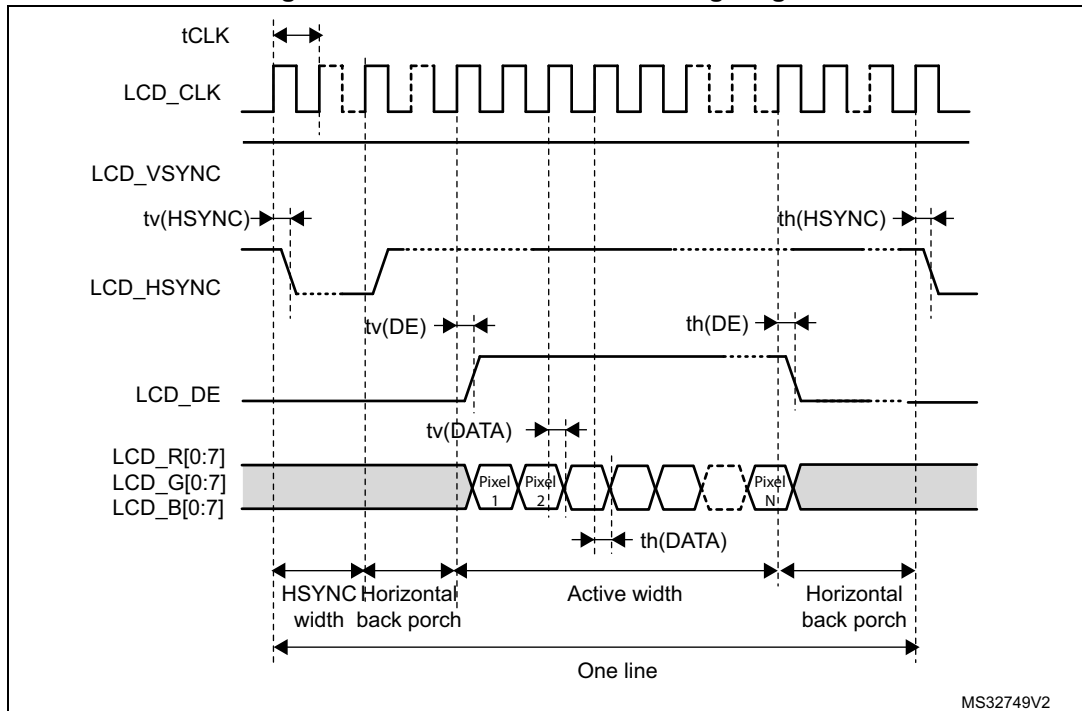 tCLK
LCD_CLK
LCD_VSYNC
tv(HSYNC)
th(HSYNC)
LCD_HSYNC
tv(DE)
th(DE)
LCD_DE
tv(DATA)
LCD_R[0:7]
LCD_G[0:7]
LCD_B[0:7]
Pixel
1
Pixel
2
Pixel
N
th(DATA)
HSYNC
width
Horizontal
back porch
Active width
Horizontal
back porch
One line
MS32749V2